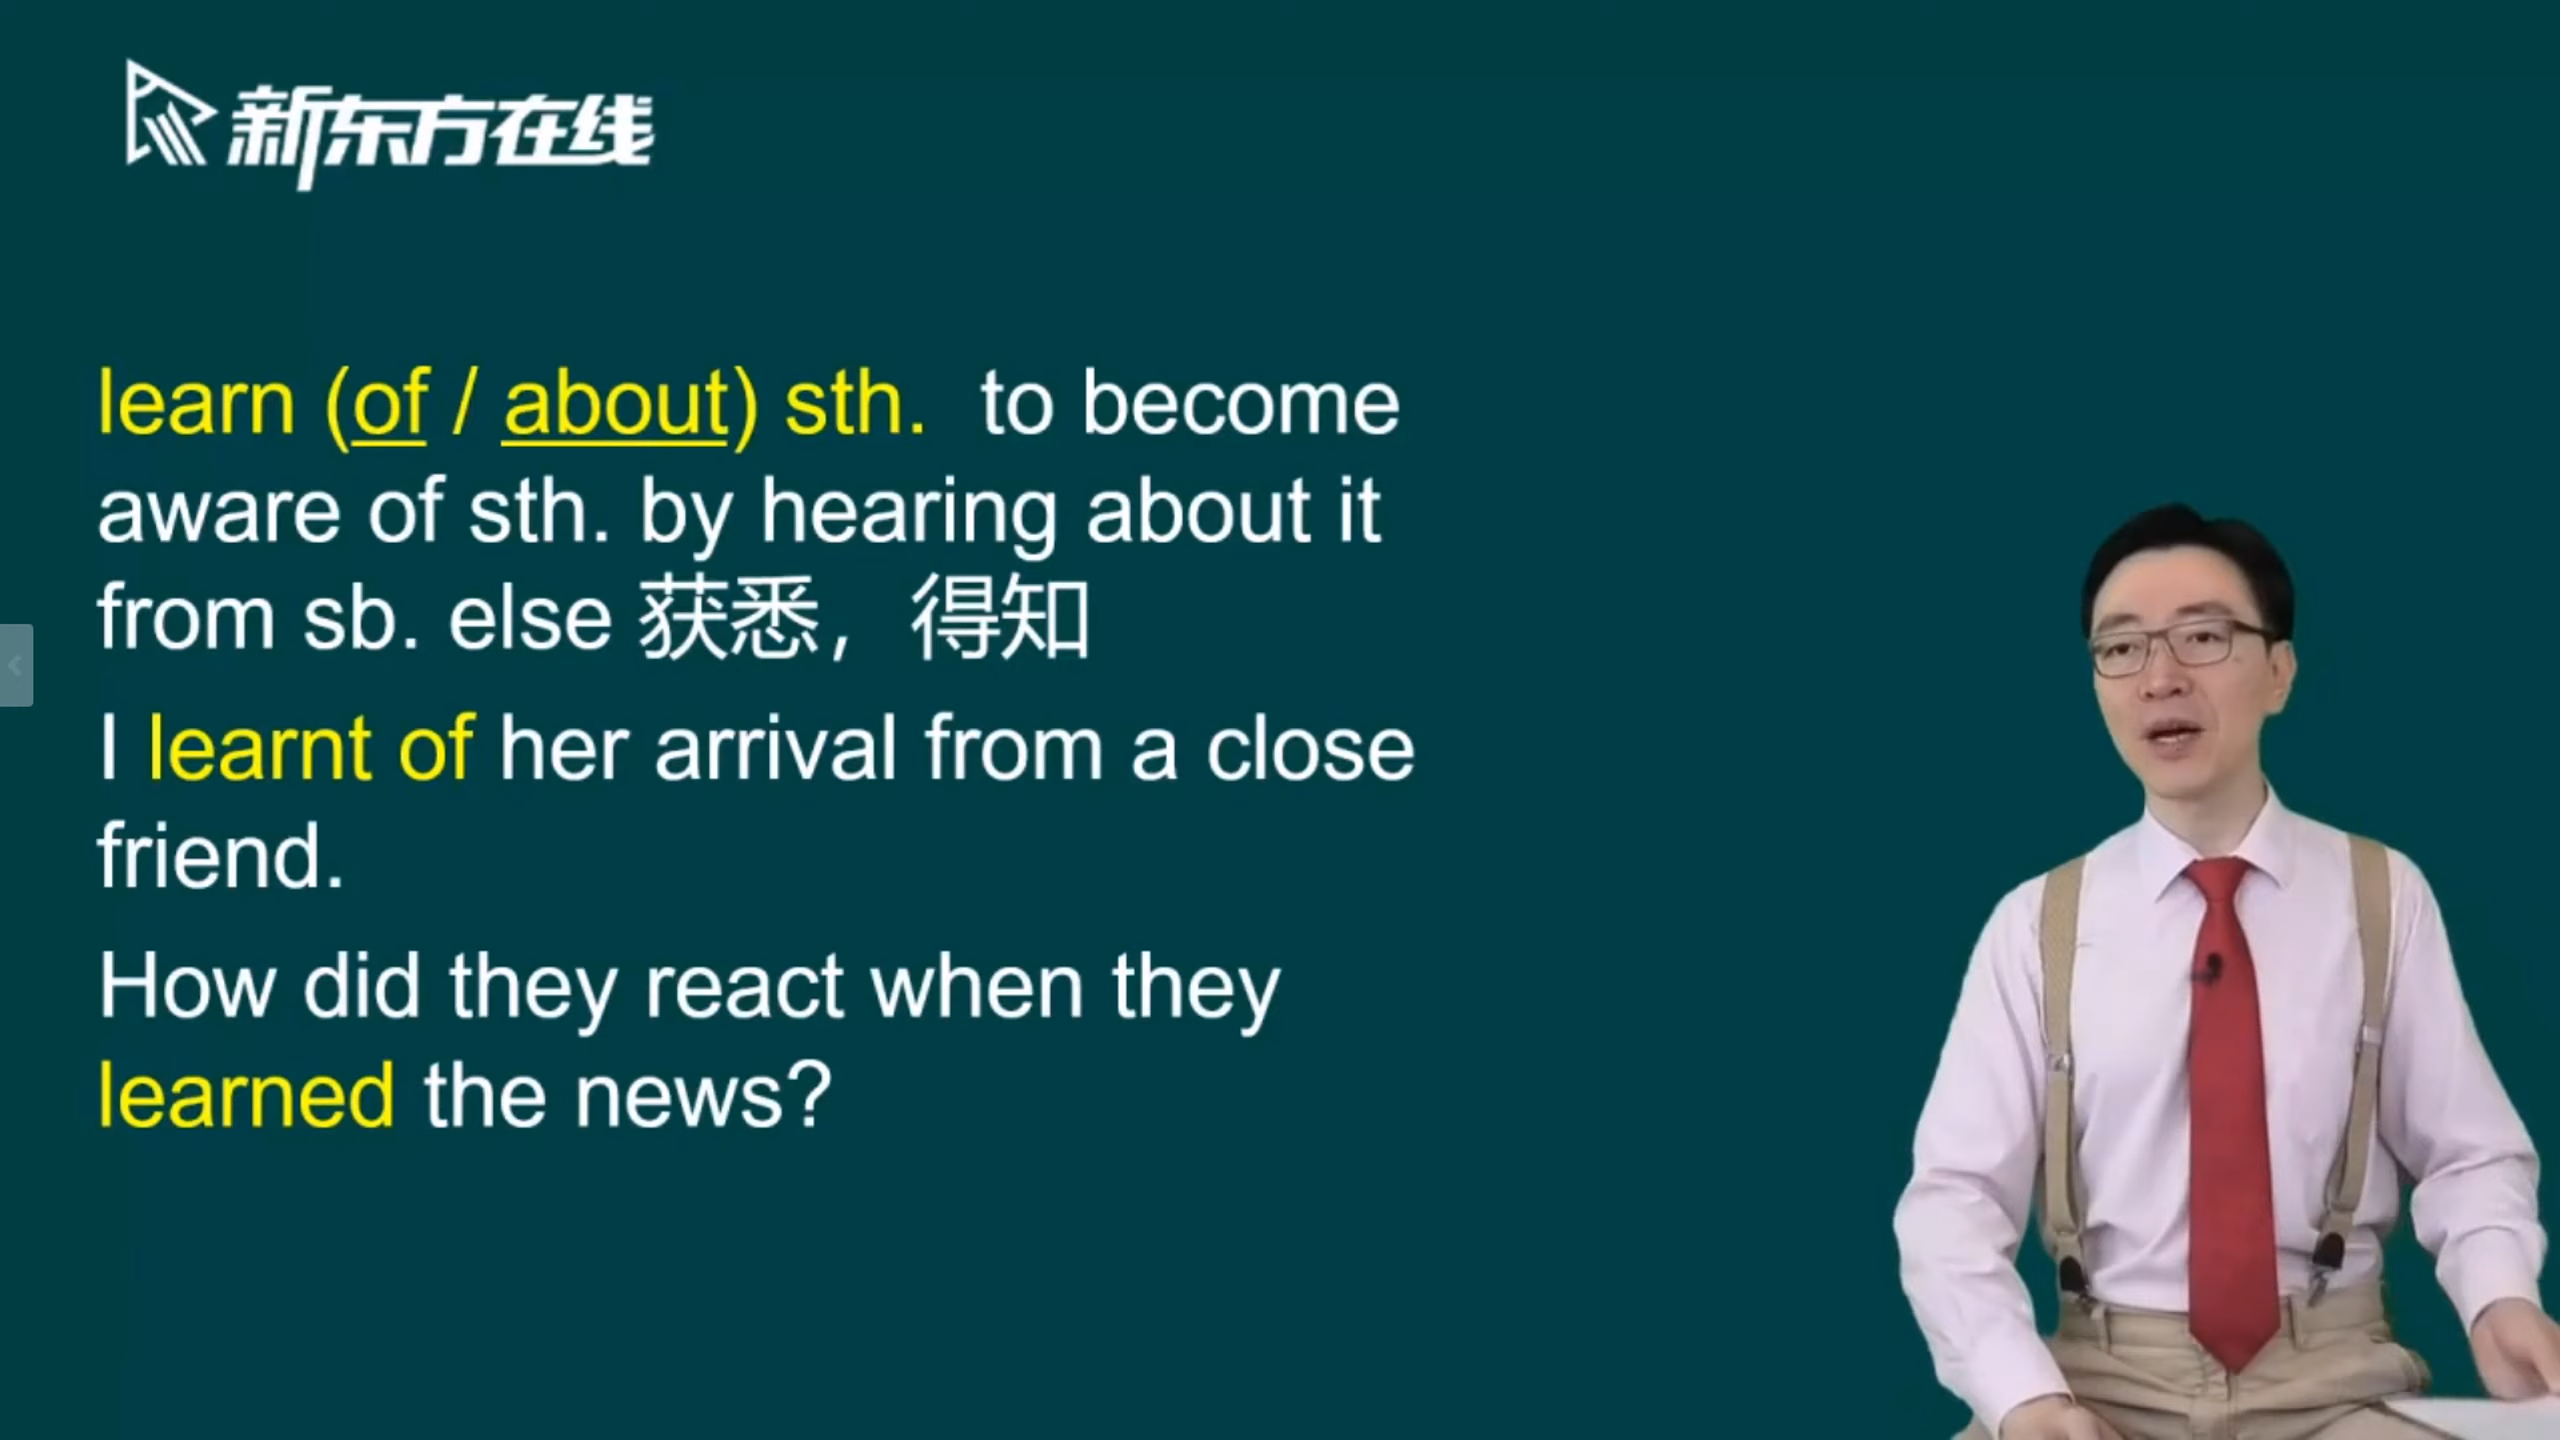 新东方在线
learn (of / about) sth.  to become
aware of sth. by hearing about it
from sb. else 获悉，得知
I learnt of her arrival from a close
friend.
How did they react when they
learned the news?